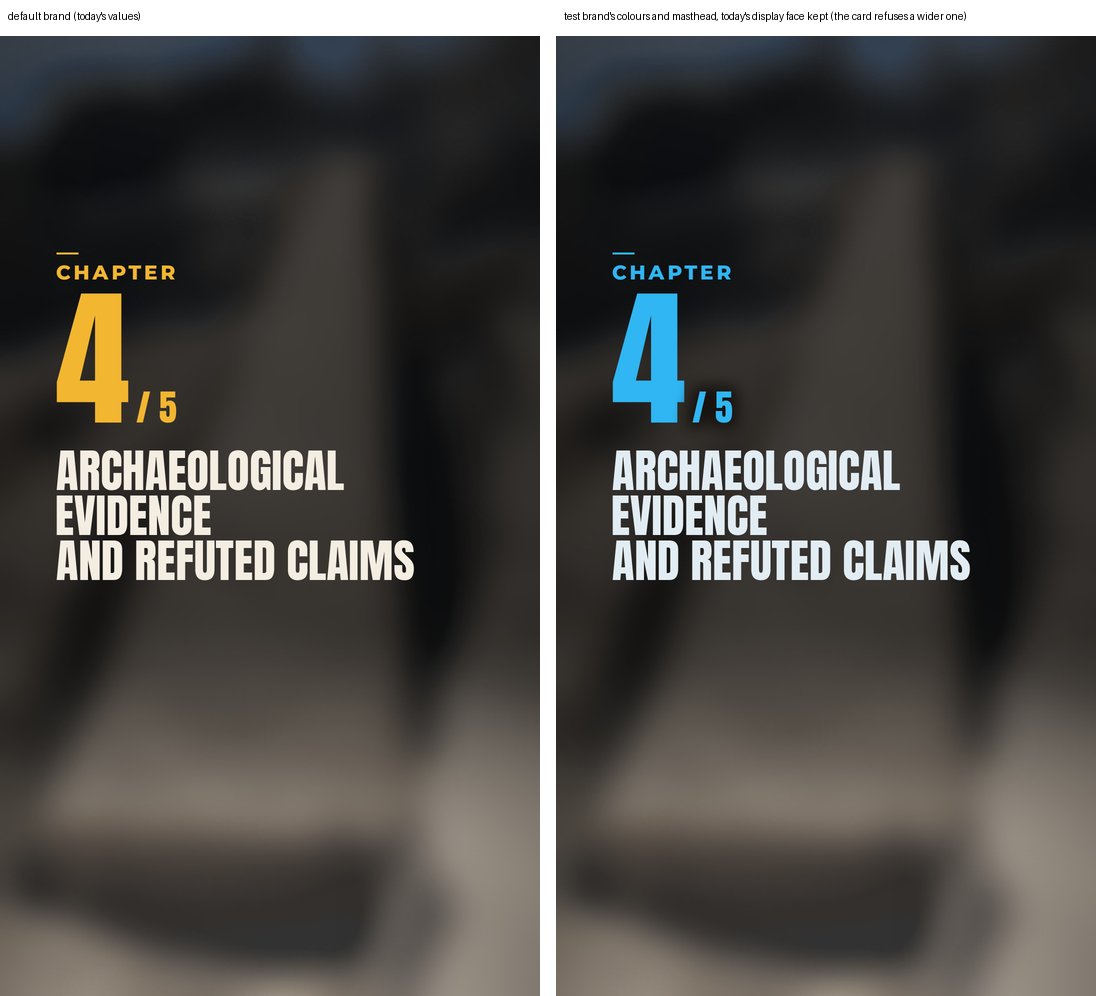 default brand (today's values)
test brand's colours and masthead, today's display face kept (the card refuses a wider one)
CHAPTER
4 / 5
ARCHAEOLOGICAL
EVIDENCE
AND REFUTED CLAIMS
CHAPTER
4 / 5
ARCHAEOLOGICAL
EVIDENCE
AND REFUTED CLAIMS